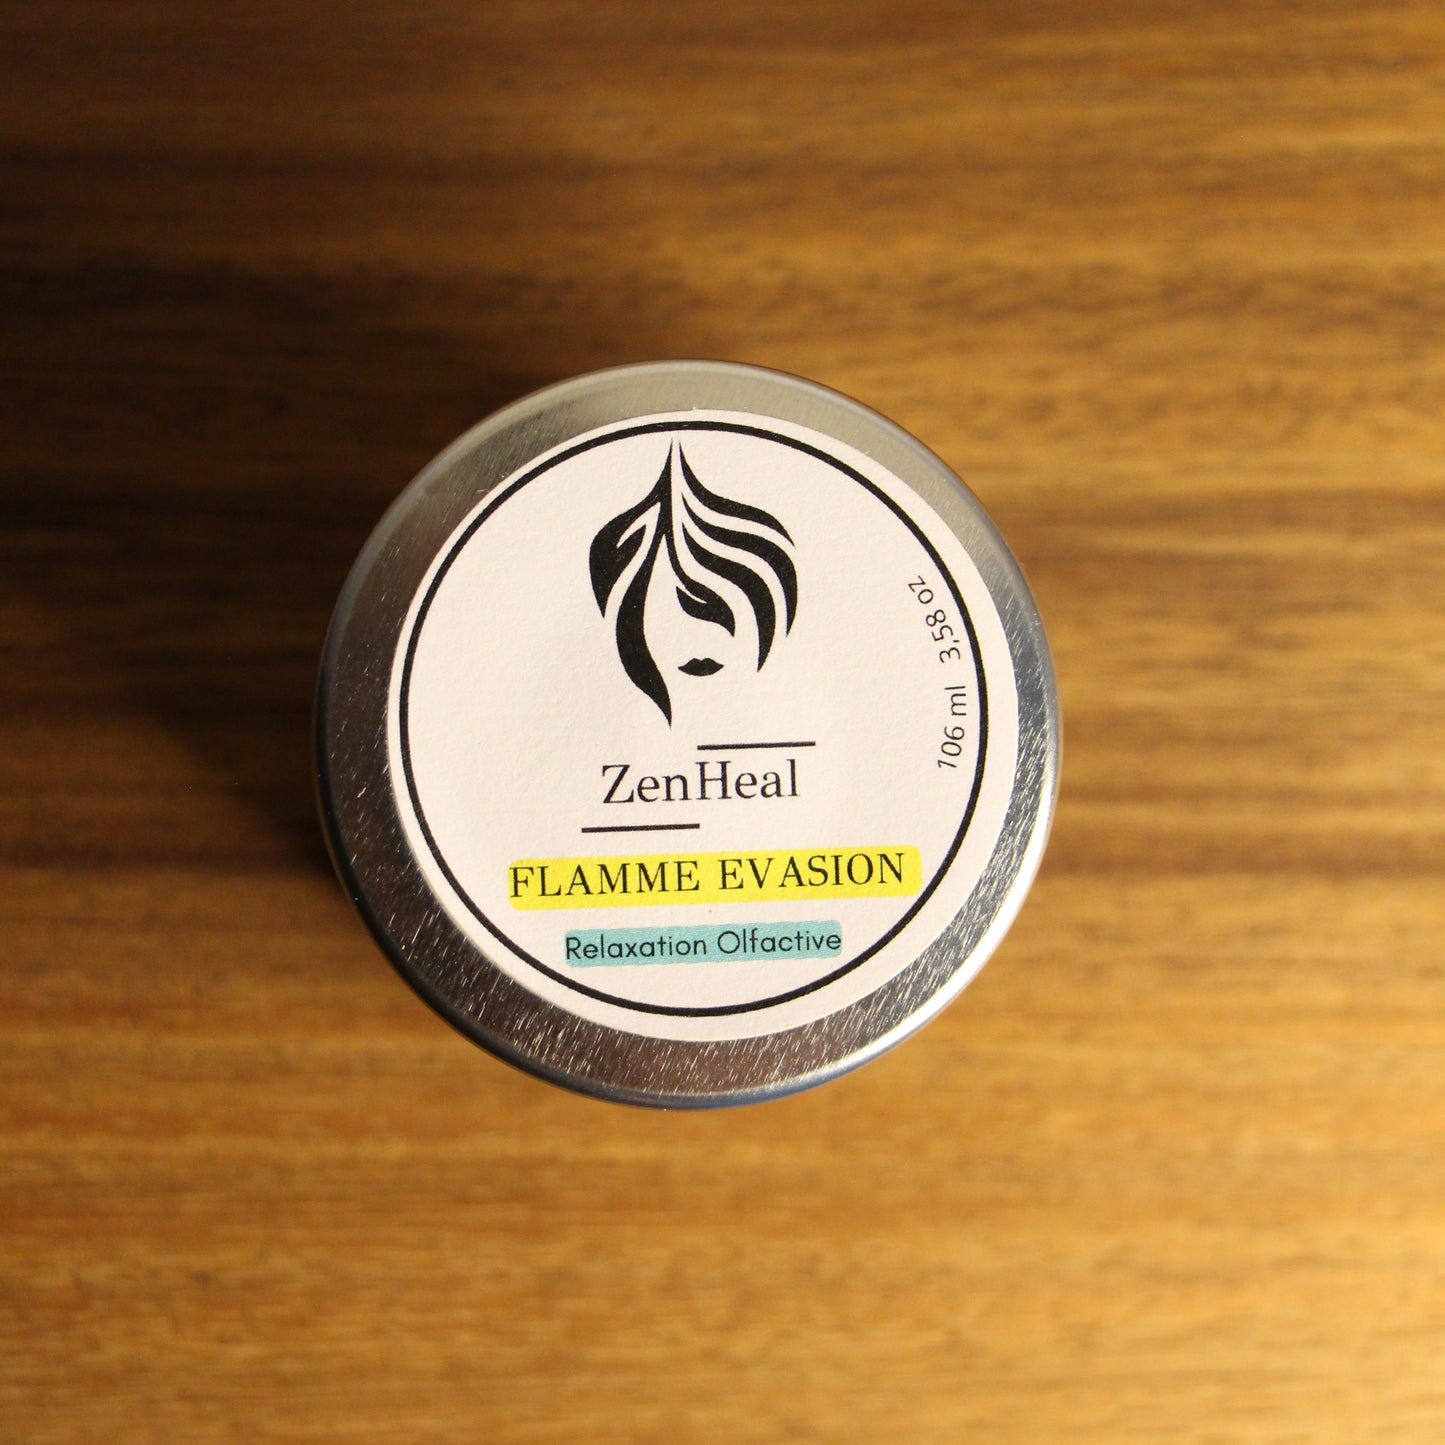 ZenHeal
FLAMME EVASION
Relaxation Olfactive
106 ml 3,58 oz